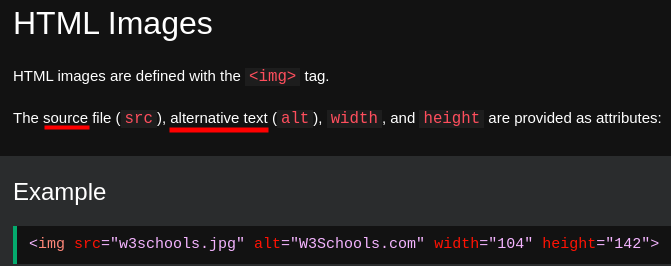 HTML Images
HTML images are defined with the <img> tag.
The source file (src), alternative text (alt), width, and height are provided as attributes:
Example
<img src="w3schools.jpg" alt="W3Schools.com" width="104" height="142">